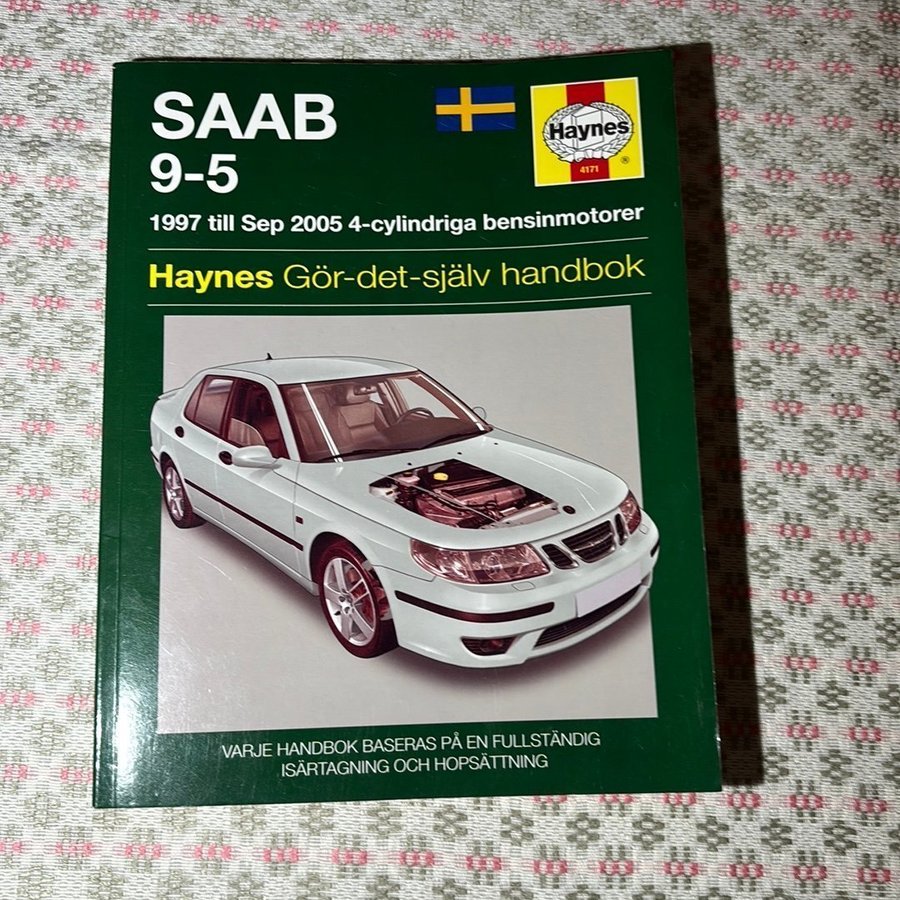 SAAB
9-5
Haynes
®
4171
1997 till Sep 2005 4-cylindriga bensinmotorer
Haynes Gör-det-själv handbok
VARJE HANDBOK BASERAS PÅ EN FULLSTÄNDIG
ISÄRTAGNING OCH HOPSÄTTNING